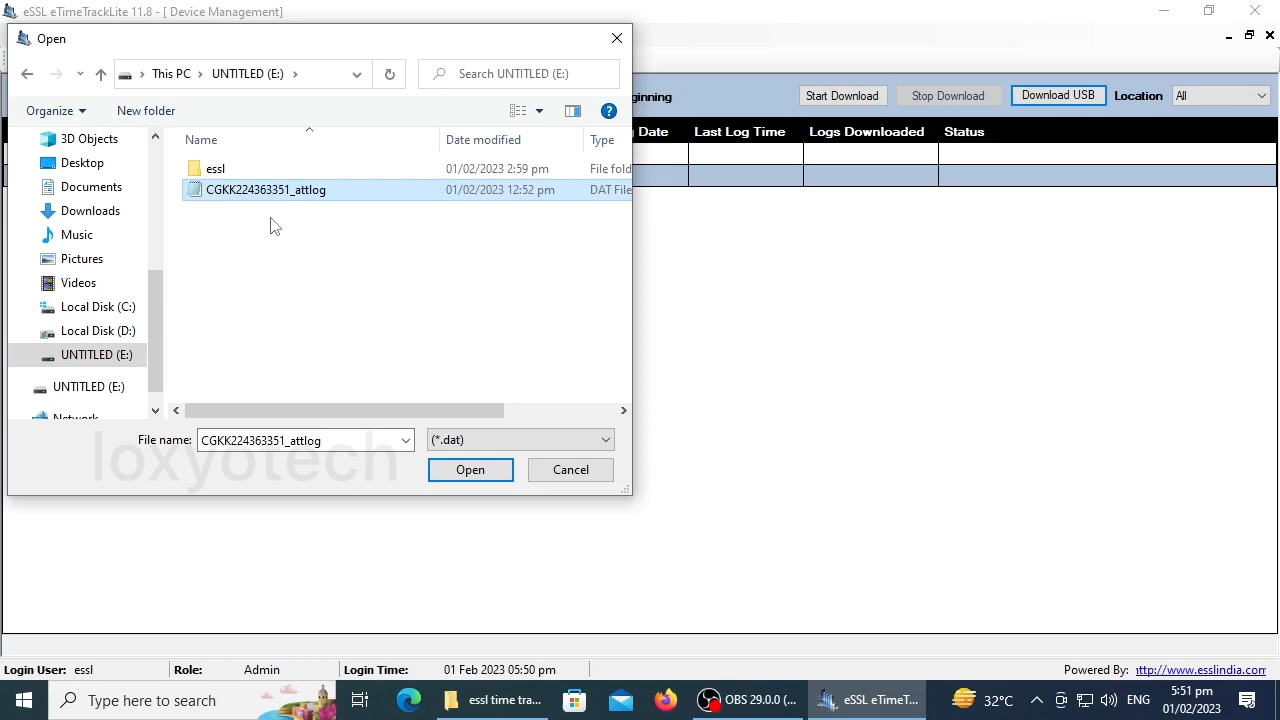 eSSL eTimeTrackLite 11.8 - [ Device Management]
Open
This PC > UNTITLED (E:) >
Search UNTITLED (E:)
Organize
New folder
ginning
Start Download
Stop Download
Download USB
Location
All
Name
Date modified
Type
Date
Last Log Time
Logs Downloaded
Status
3D Objects
Desktop
Documents
Downloads
Music
Pictures
Videos
Local Disk (C:)
Local Disk (D:)
UNTITLED (E:)
UNTITLED (E:)
Network
essl 01/02/2023 2:59 pm File fold
CGKK224363351_attlog 01/02/2023 12:52 pm DAT File
File name: CGKK224363351_attlog (*.dat)
Open
Cancel
loxyotech
Login User: essl
Role: Admin
Login Time: 01 Feb 2023 05:50 pm
Powered By: ttp://www.esslindia.com
Type here to search
essl time tra...
OBS 29.0.0 (...
eSSL eTimeT...
32°C
ENG
5:51 pm
01/02/2023